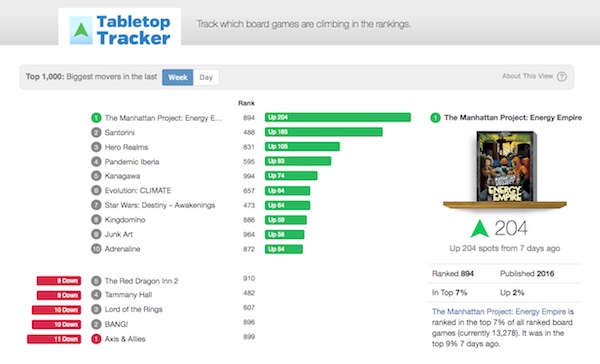 Tabletop
Tracker
Track which board games are climbing in the rankings.
Top 1,000: Biggest movers in the last Week Day
About This View ?
Rank
1 The Manhattan Project: Energy E... 894 Up 204
2 Santorini 488 Up 165
3 Hero Realms 831 Up 105
4 Pandemic Iberia 595 Up 93
5 Kanagawa 994 Up 74
6 Evolution: CLIMATE 657 Up 64
7 Star Wars: Destiny – Awakenings 473 Up 64
8 Kingdomino 886 Up 59
9 Junk Art 964 Up 56
10 Adrenaline 872 Up 54
9 Down 5 The Red Dragon Inn 2 910
9 Down 4 Tammany Hall 482
10 Down 3 Lord of the Rings 607
10 Down 2 BANG! 896
11 Down 1 Axis & Allies 899
1 The Manhattan Project: Energy Empire
MANHATTAN
PROJECT
ENERGY
EMPIRE
204
Up 204 spots from 7 days ago
Ranked 894 Published 2016
In Top 7% Up 2%
The Manhattan Project: Energy Empire is
ranked in the top 7% of all ranked board
games (currently 13,278). It was in the
top 9% 7 days ago.